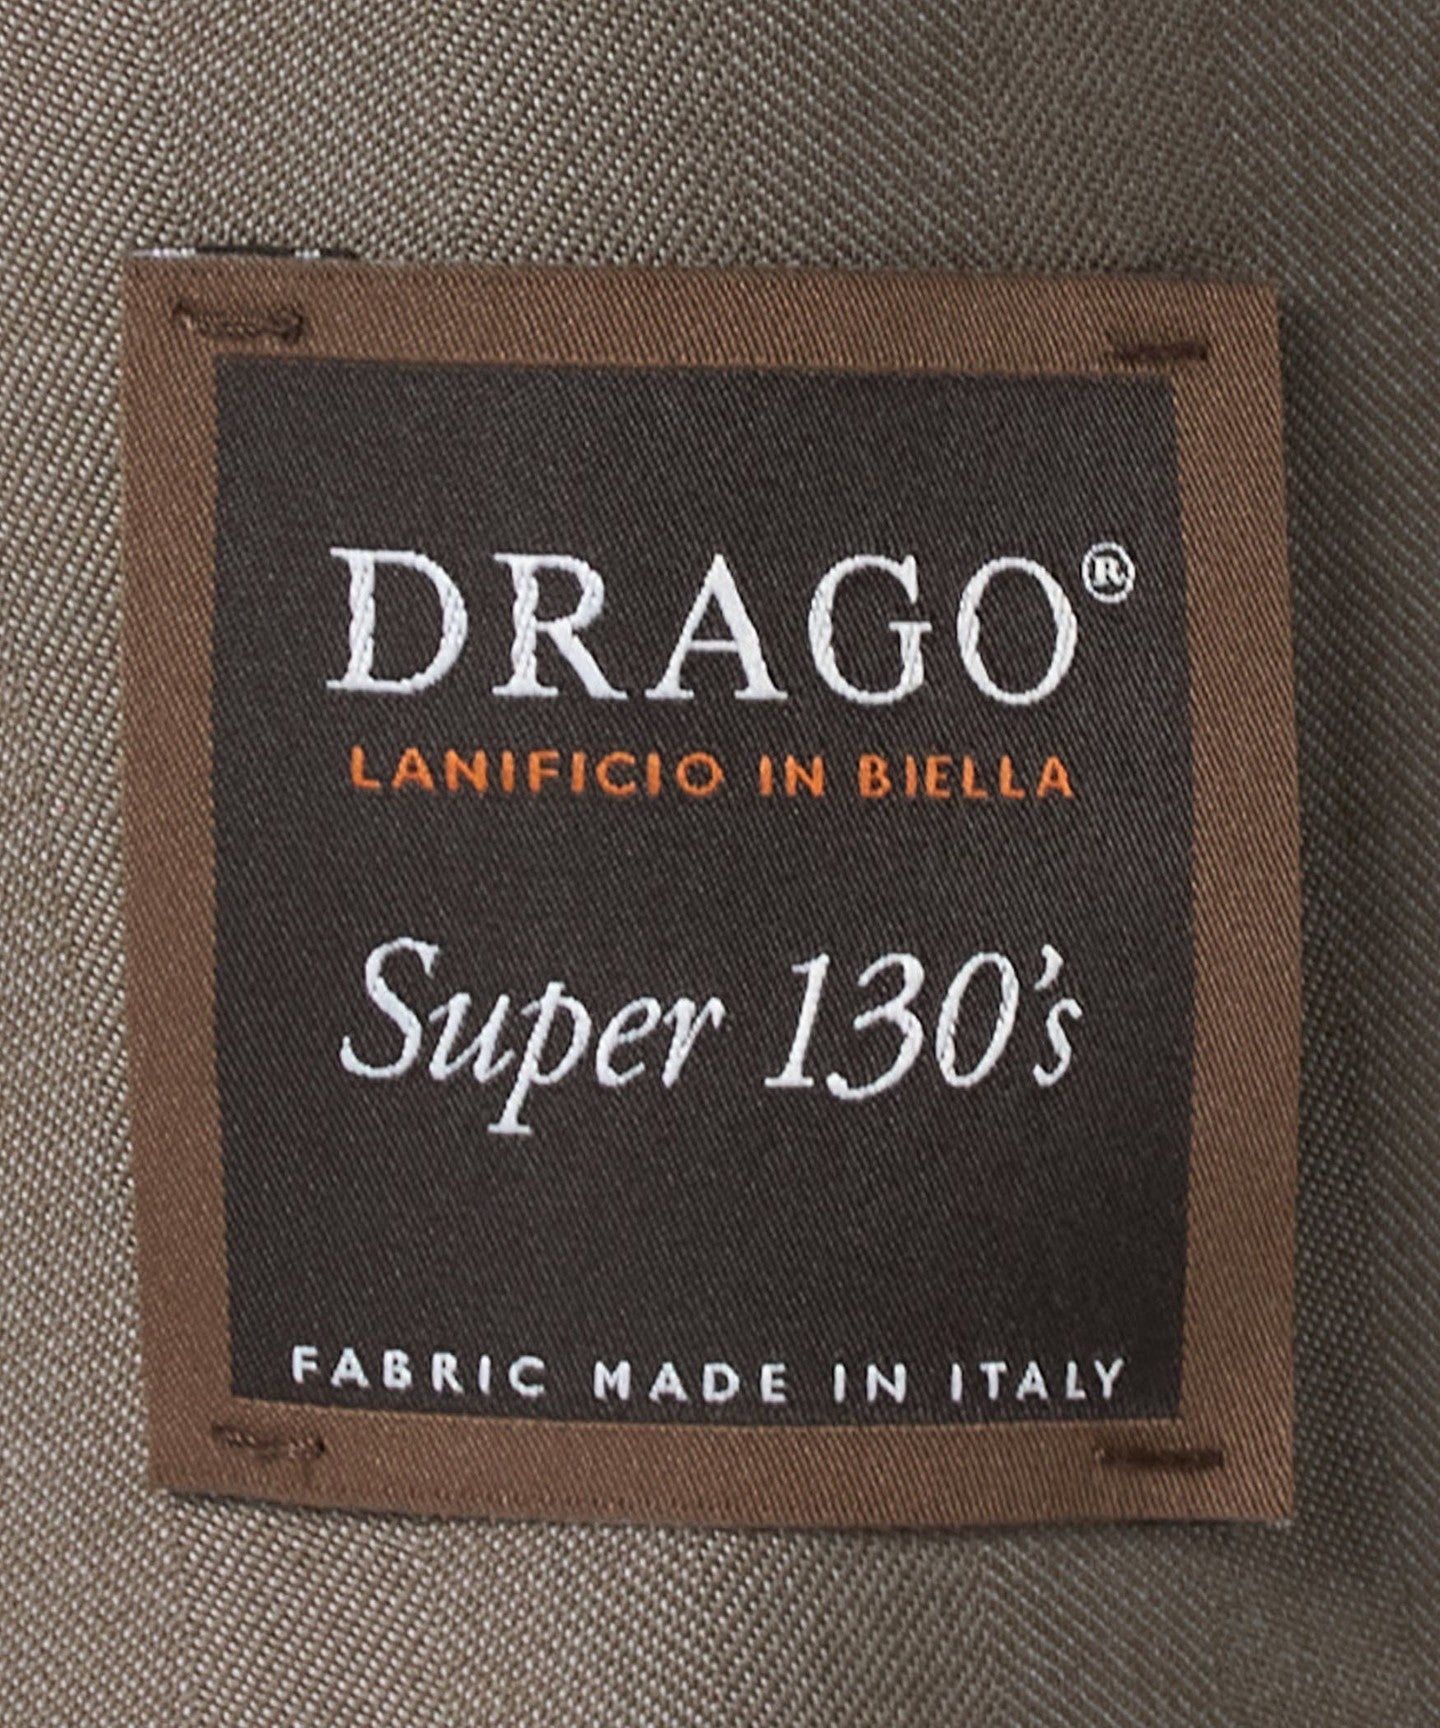 DRAGO®
LANIFICIO IN BIELLA
Super 130's
FABRIC MADE IN ITALY